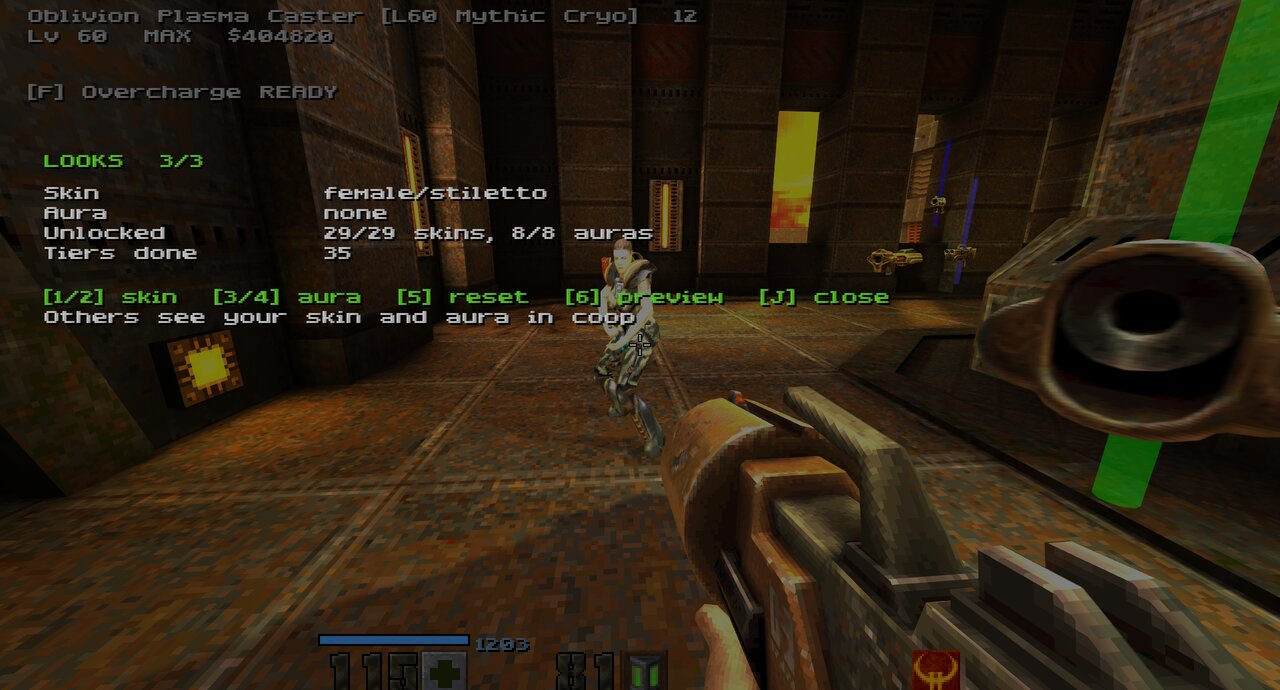 Oblivion Plasma Caster [L60 Mythic Cryo] 12
Lv 60 MAX $404820
[F] Overcharge READY
LOOKS 3/3
Skin female/stiletto
Aura none
Unlocked 29/29 skins, 8/8 auras
Tiers done 35
[1/2] skin [3/4] aura [5] reset [6] preview [J] close
Others see your skin and aura in coop
1203
115 81